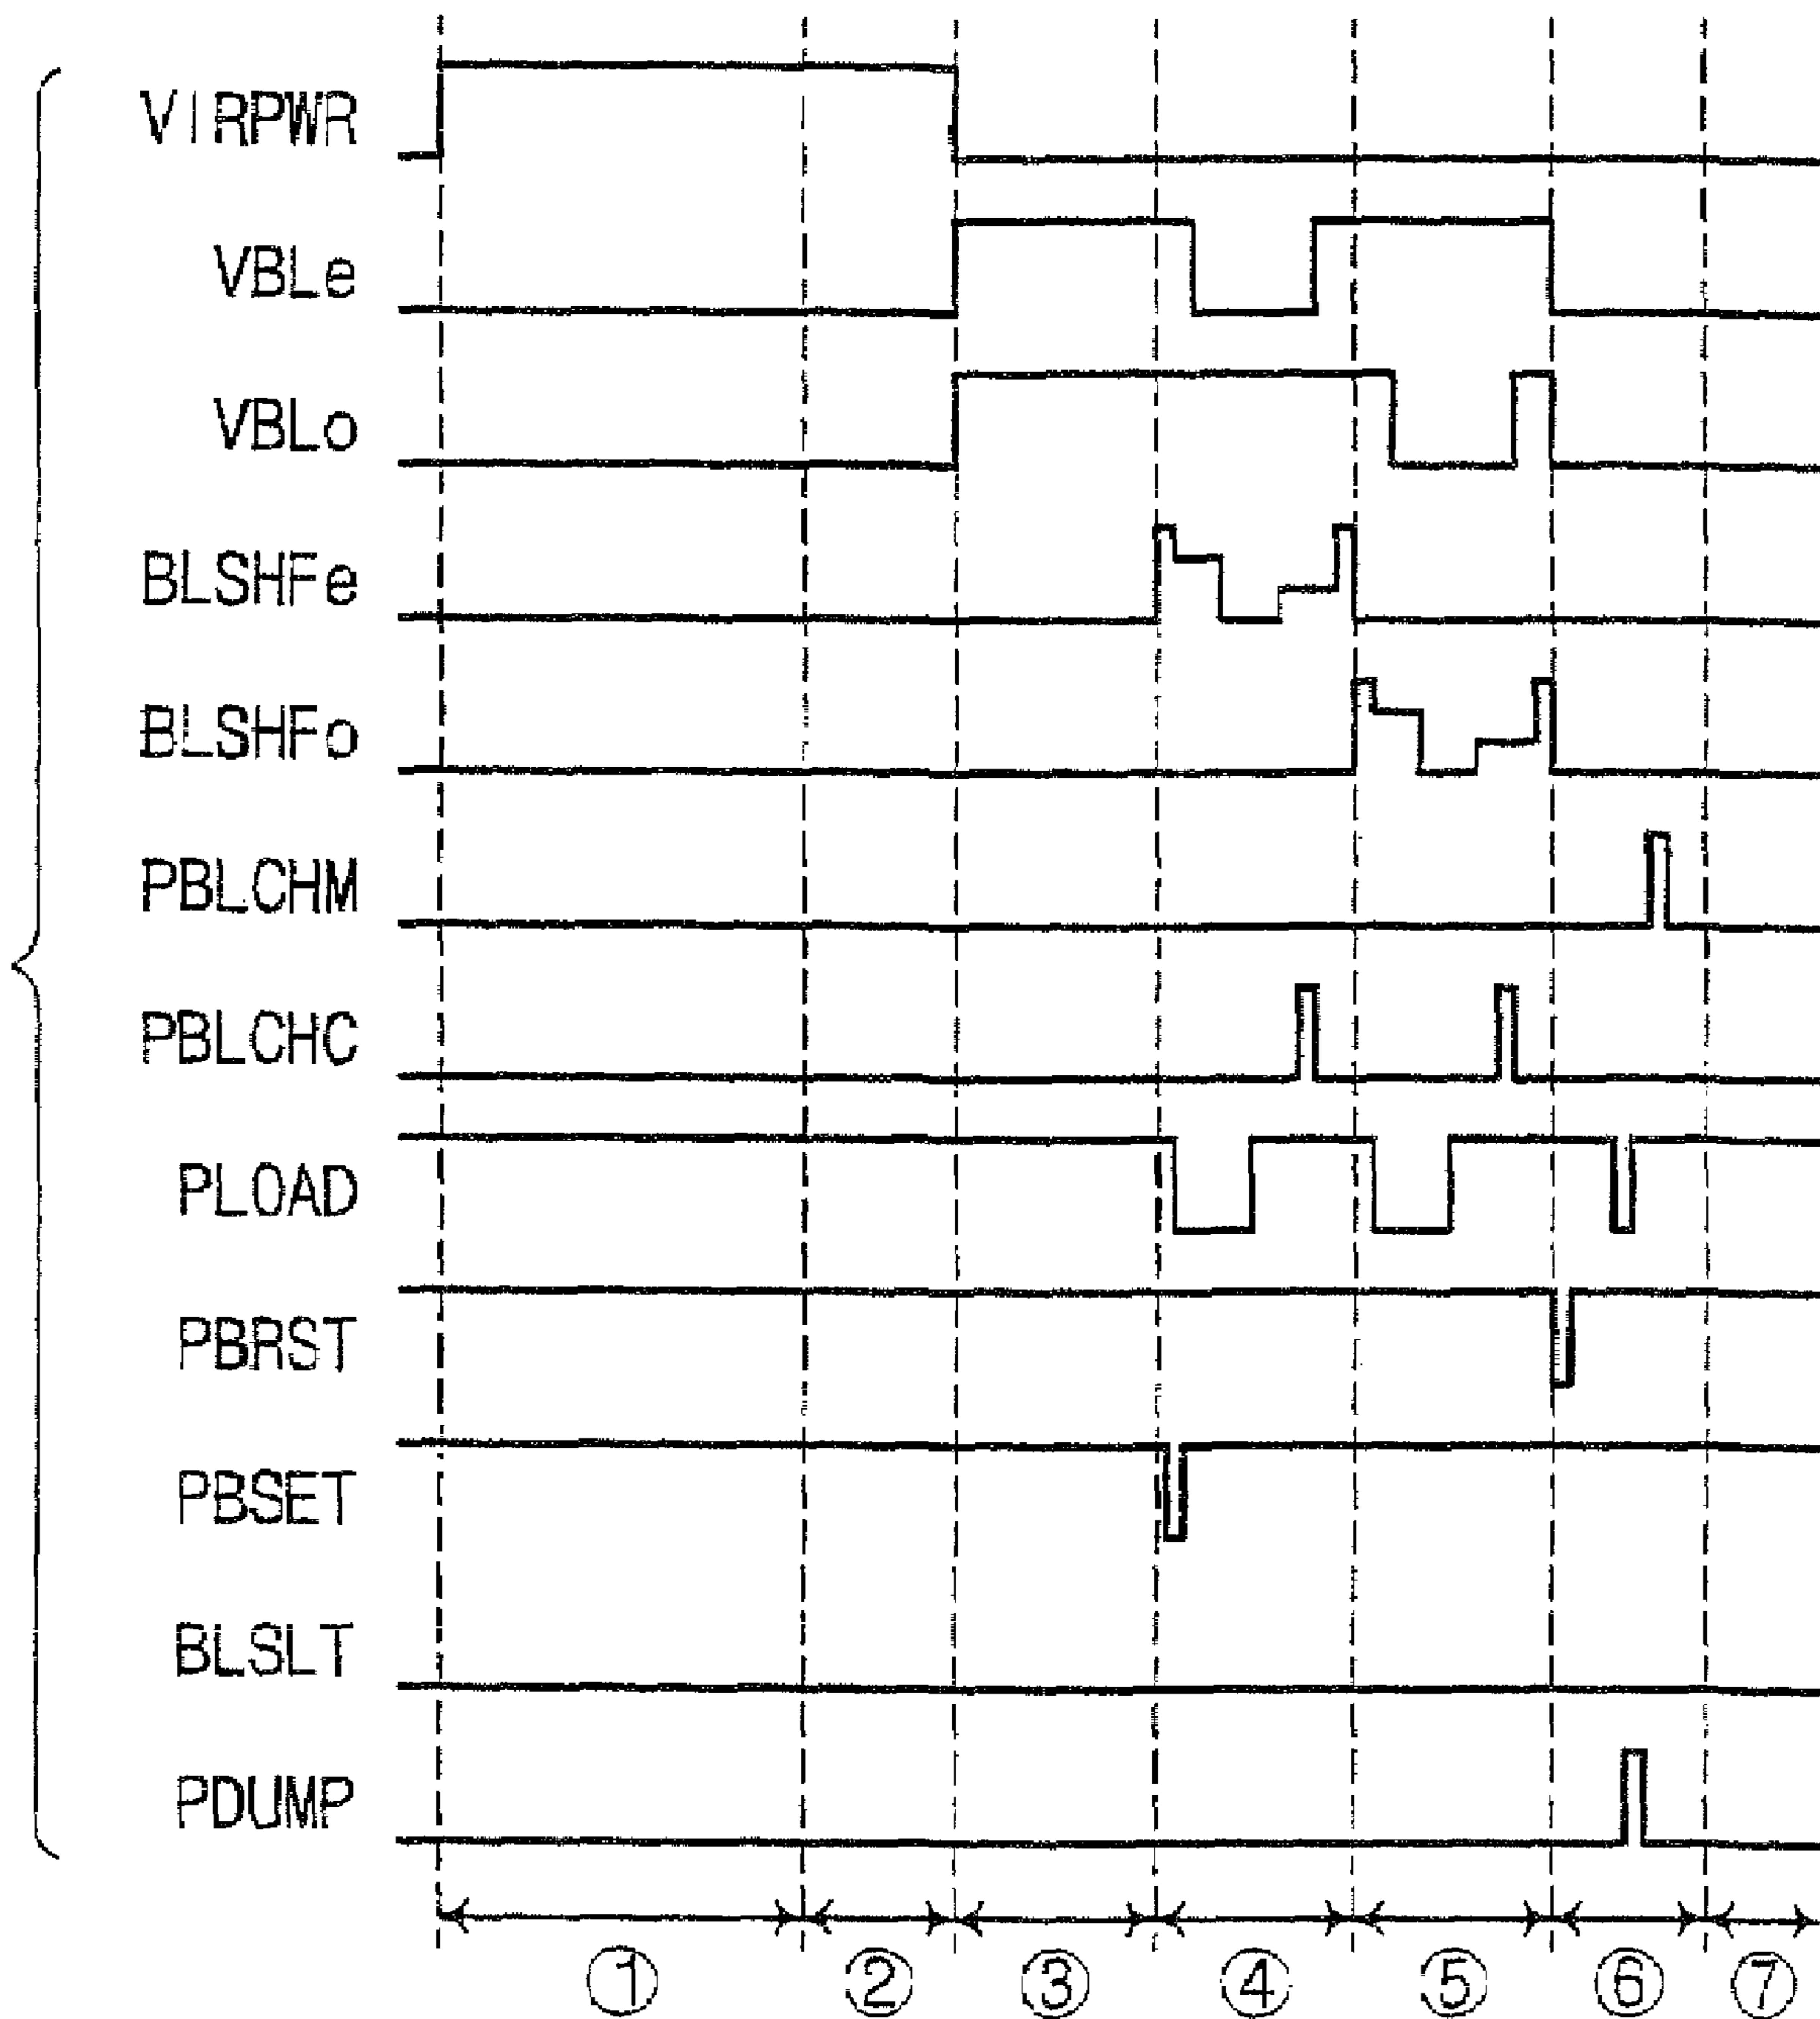 VIRPWR
VBLe
VBLo
BLSHFe
BLSHFo
PBLCHM
PBLCHC
PLOAD
PBRST
PBSET
BLSLT
PDUMP
① ② ③ ④ ⑤ ⑥ ⑦